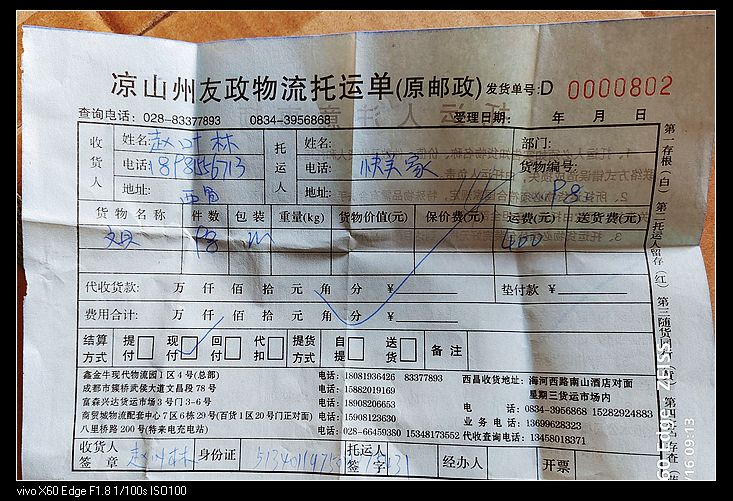 凉山州友政物流托运单(原邮政) 发货单号:D 0000802
查询电话: 028-83377893 0834-3956868 受理日期: 年 月 日
收货人 姓名: 赵 林 托运人 姓名: 部门:
电话: 电话: 快美家 货物编号: P8
地址: 西昌 地址:
货物名称 件数 包装 重量(kg) 货物价值(元) 保价费(元) 运费(元) 送货费(元)
P8 400
代收货款: 万 仟 佰 拾 元 角 分 ¥ 垫付款 ¥
费用合计: 万 仟 佰 拾 元 角 分 ¥
结算方式 提付 现付 回付 代扣 提货方式 自提 送货 备注
鑫金牛现代物流园1区4号(总部) 电话: 18081936426 83377893 西昌收货地址: 海河西路南山酒店对面
成都市簇桥武侯大道文昌段78号 电话: 15882019169 星期三货运市场内
富森兴达货运市场3号门3-6号 电话: 18908206653 电话: 0834-3956868 15282924883
商贸城物流配套中心7区6栋29号(百货1区20号门正对面) 电话: 15908123630 业务电话: 13699628323
八里桥路200号(特来电充电站) 电话: 028-66459380 15348173552 代收查询电话: 13458018371
收货人签章 赵 林 身份证 托运人签字 经办人 开票
第一存根(白) 第二托运人留存(红) 第三随货同行
vivo X60 Edge F1.8 1/100s ISO100